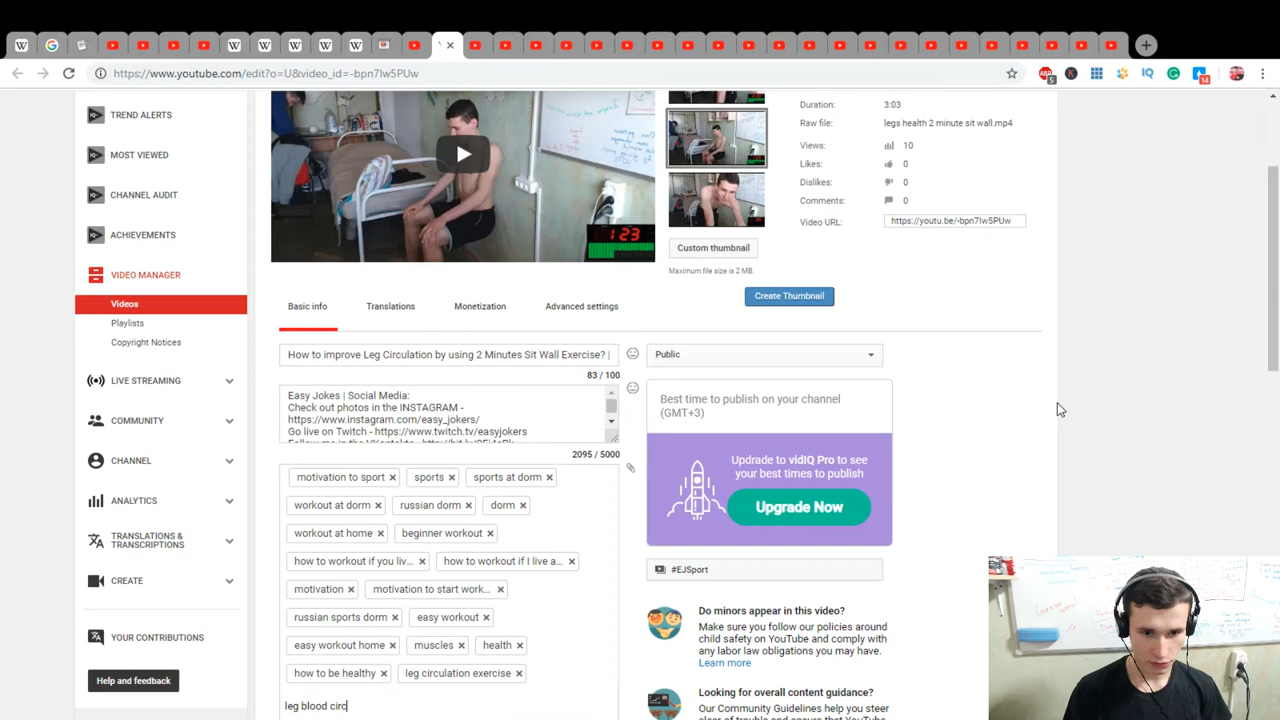 https://www.youtube.com/edit?o=U&video_id=-bpn7Iw5PUw
5
14
TREND ALERTS
MOST VIEWED
CHANNEL AUDIT
ACHIEVEMENTS
VIDEO MANAGER
Videos
Playlists
Copyright Notices
LIVE STREAMING
COMMUNITY
CHANNEL
ANALYTICS
TRANSLATIONS &
TRANSCRIPTIONS
CREATE
YOUR CONTRIBUTIONS
Help and feedback
1:23
Duration: 3:03
Raw file: legs health 2 minute sit wall.mp4
Views: 10
Likes: 0
Dislikes: 0
Comments: 0
Video URL: https://youtu.be/-bpn7Iw5PUw
Custom thumbnail
Maximum file size is 2 MB.
Create Thumbnail
Basic info Translations Monetization Advanced settings
How to improve Leg Circulation by using 2 Minutes Sit Wall Exercise? |
83 / 100
Easy Jokes | Social Media:
Check out photos in the INSTAGRAM -
https://www.instagram.com/easy_jokers/
Go live on Twitch - https://www.twitch.tv/easyjokers
2095 / 5000
motivation to sport sports sports at dorm
workout at dorm russian dorm dorm
workout at home beginner workout
how to workout if you liv... how to workout if I live a...
motivation motivation to start work...
russian sports dorm easy workout
easy workout home muscles health
how to be healthy leg circulation exercise
leg blood circ
Public
Best time to publish on your channel
(GMT+3)
Upgrade to vidIQ Pro to see
your best times to publish
Upgrade Now
#EJSport
Do minors appear in this video?
Make sure you follow our policies around
child safety on YouTube and comply with
any labor law obligations you may have.
Learn more
Looking for overall content guidance?
Our Community Guidelines help you steer
clear of trouble and ensure that YouTube